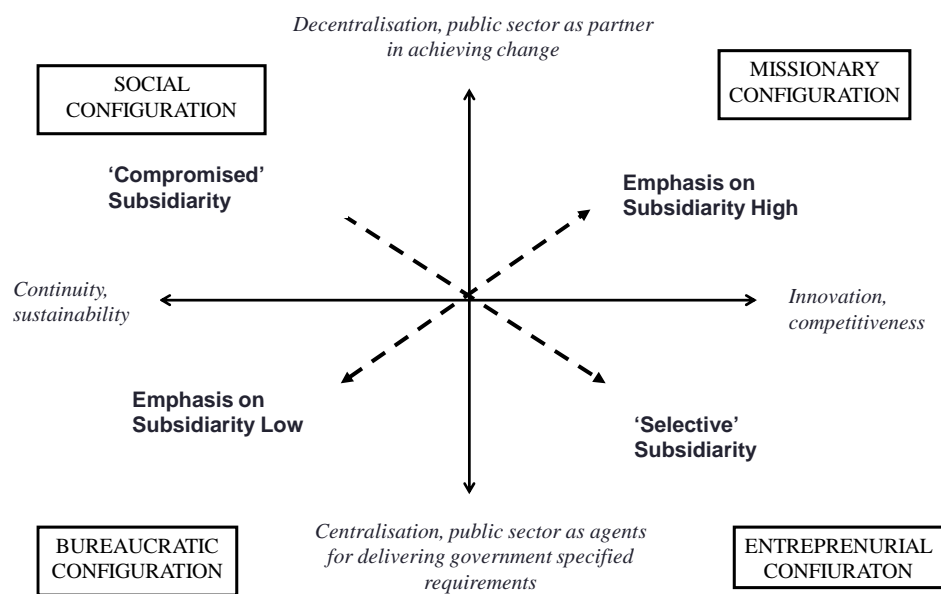 Decentralisation, public sector as partner
in achieving change
SOCIAL
CONFIGURATION
MISSIONARY
CONFIGURATION
‘Compromised’
Subsidiarity
Emphasis on
Subsidiarity High
Continuity,
sustainability
Innovation,
competitiveness
Emphasis on
Subsidiarity Low
‘Selective’
Subsidiarity
BUREAUCRATIC
CONFIGURATION
Centralisation, public sector as agents
for delivering government specified
requirements
ENTREPRENURIAL
CONFIURATON